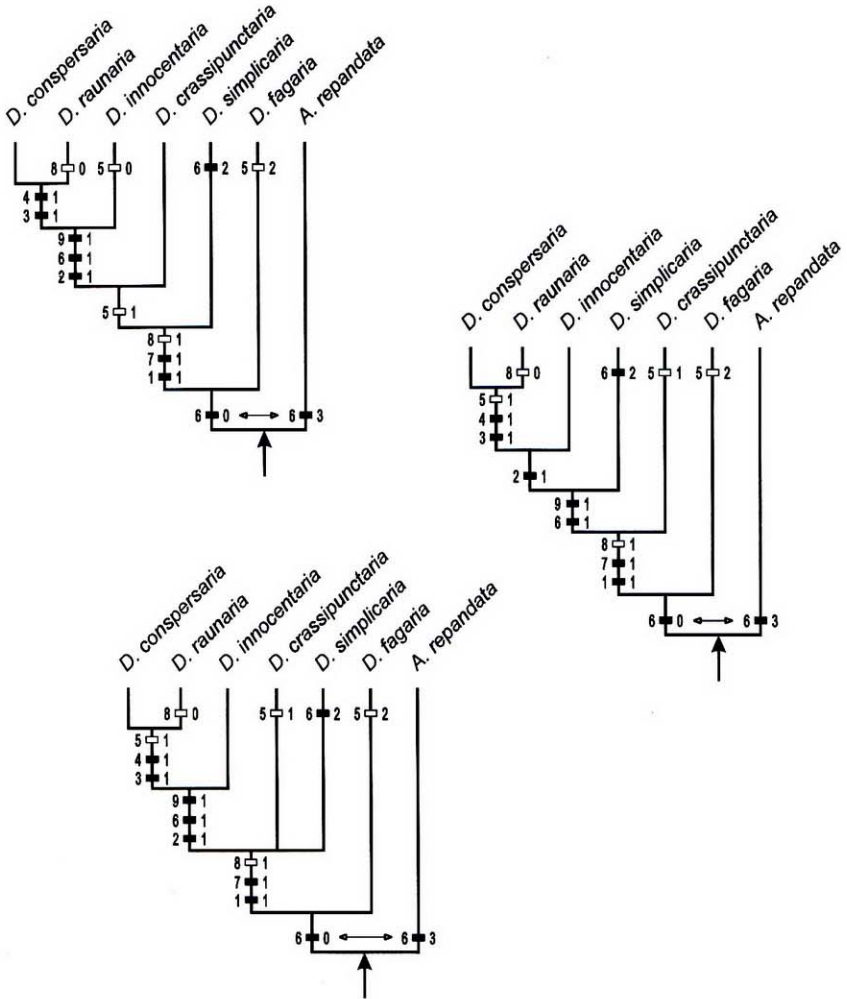 D. conspersaria
D. raunaria
D. innocentaria
D. crassipunctaria
D. simplicaria
D. fagaria
A. repandata
8 0 5 0 6 2 5 2
4 1
3 1
9 1
6 1
2 1
5 1
8 1
7 1
1 1
6 0 6 3
D. conspersaria
D. raunaria
D. innocentaria
D. simplicaria
D. crassipunctaria
D. fagaria
A. repandata
8 0 6 2 5 1 5 2
5 1
4 1
3 1
2 1
9 1
6 1
8 1
7 1
1 1
6 0 6 3
D. conspersaria
D. raunaria
D. innocentaria
D. crassipunctaria
D. simplicaria
D. fagaria
A. repandata
8 0 5 1 6 2 5 2
5 1
4 1
3 1
9 1
6 1
2 1
8 1
7 1
1 1
6 0 6 3